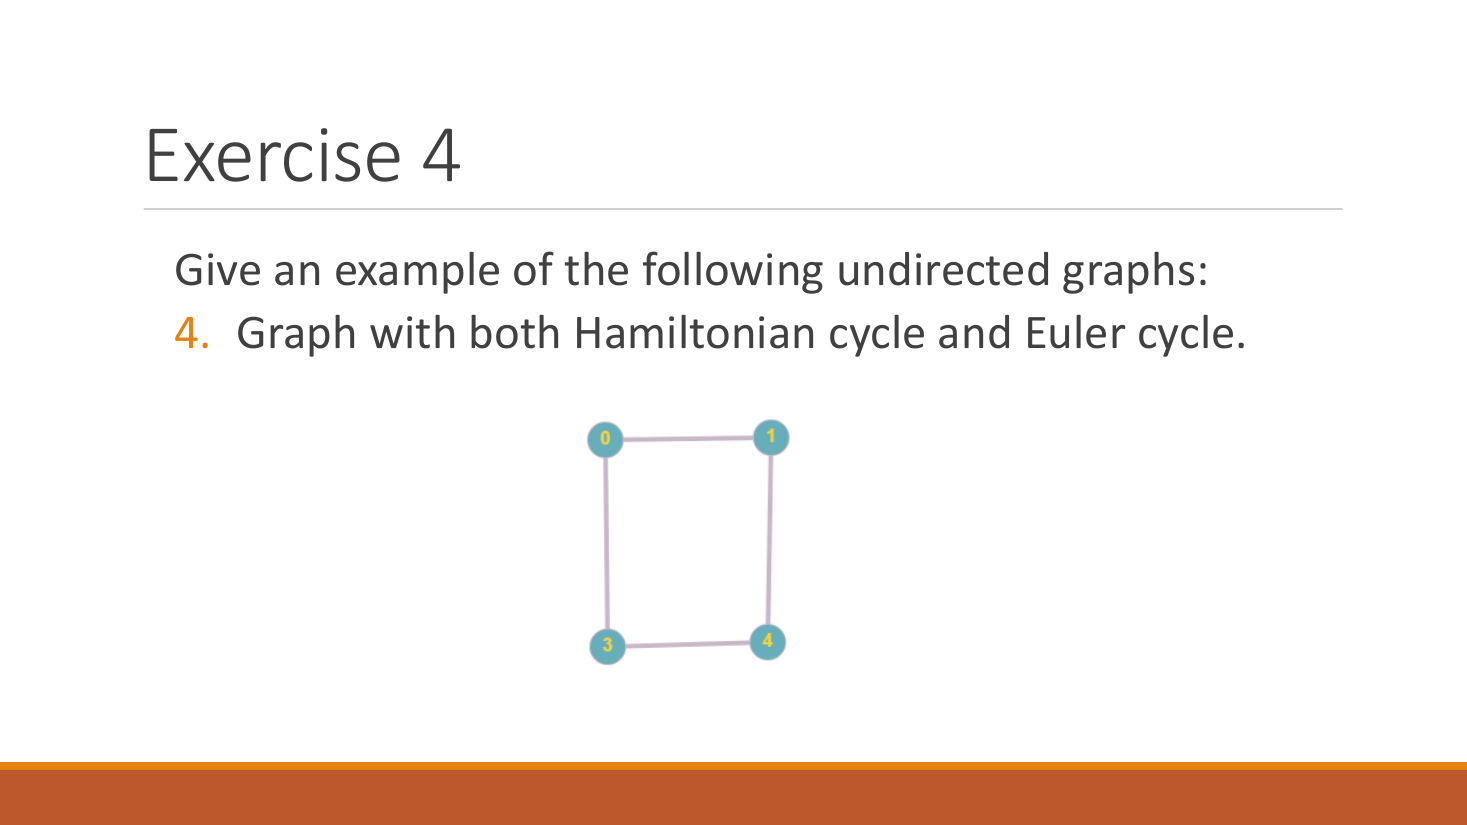 Exercise 4
Give an example of the following undirected graphs:
4. Graph with both Hamiltonian cycle and Euler cycle.
0 1
3 4